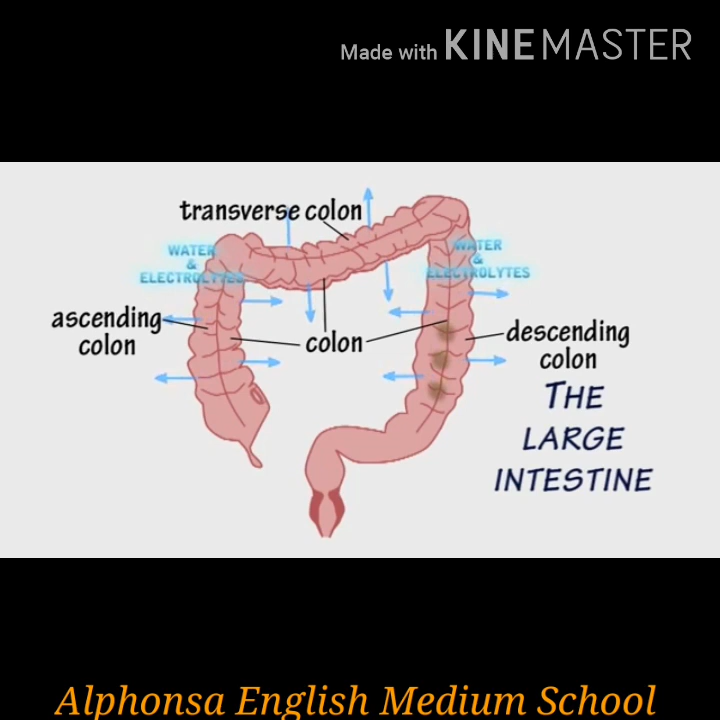 Made with KINEMASTER
transverse colon
WATER
&
ELECTROLYTES
WATER
&
ELECTROLYTES
ascending
colon
colon
descending
colon
THE
LARGE
INTESTINE
Alphonsa English Medium School